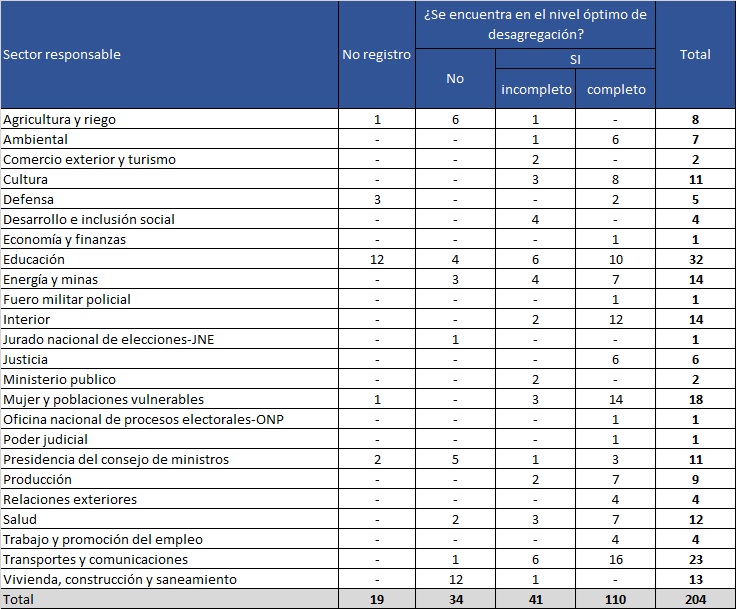 ¿Se encuentra en el nivel óptimo de
desagregación?
Sector responsable No registro Total
SI
No
incompleto completo
Agricultura y riego 1 6 1 - 8
Ambiental - - 1 6 7
Comercio exterior y turismo - - 2 - 2
Cultura - - 3 8 11
Defensa 3 - - 2 5
Desarrollo e inclusión social - - 4 - 4
Economía y finanzas - - - 1 1
Educación 12 4 6 10 32
Energía y minas - 3 4 7 14
Fuero militar policial - - - 1 1
Interior - - 2 12 14
Jurado nacional de elecciones-JNE - 1 - - 1
Justicia - - - 6 6
Ministerio publico - - 2 - 2
Mujer y poblaciones vulnerables 1 - 3 14 18
Oficina nacional de procesos electorales-ONP - - - 1 1
Poder judicial - - - 1 1
Presidencia del consejo de ministros 2 5 1 3 11
Producción - - 2 7 9
Relaciones exteriores - - - 4 4
Salud - 2 3 7 12
Trabajo y promoción del empleo - - - 4 4
Transportes y comunicaciones - 1 6 16 23
Vivienda, construcción y saneamiento - 12 1 - 13
Total 19 34 41 110 204